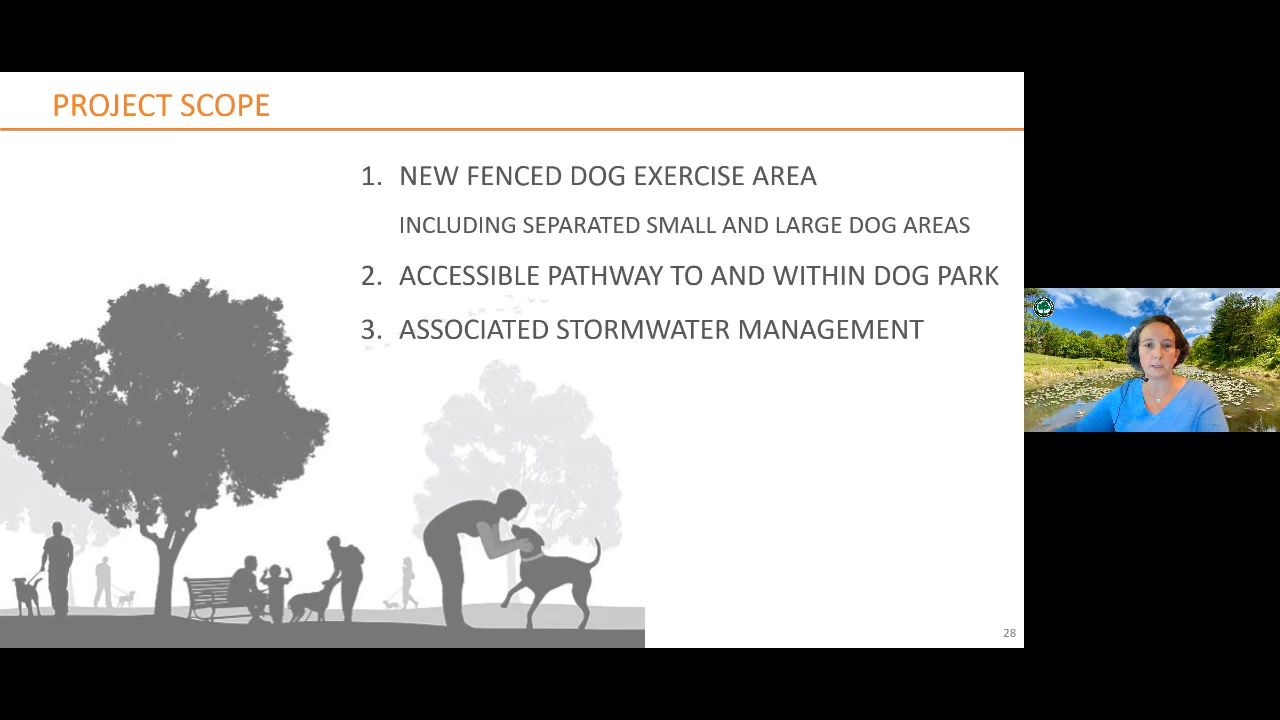 PROJECT SCOPE
1. NEW FENCED DOG EXERCISE AREA
INCLUDING SEPARATED SMALL AND LARGE DOG AREAS
2. ACCESSIBLE PATHWAY TO AND WITHIN DOG PARK
3. ASSOCIATED STORMWATER MANAGEMENT
28